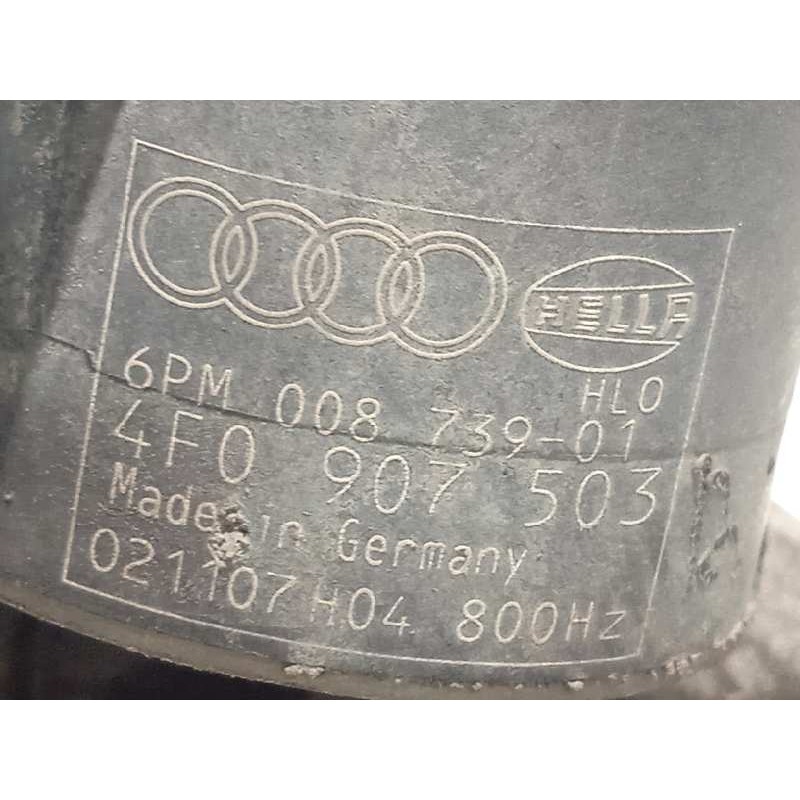 HELLA
HLO
6PM 008 739-01
4F0 907 503
Made in Germany
021107 H04 800Hz